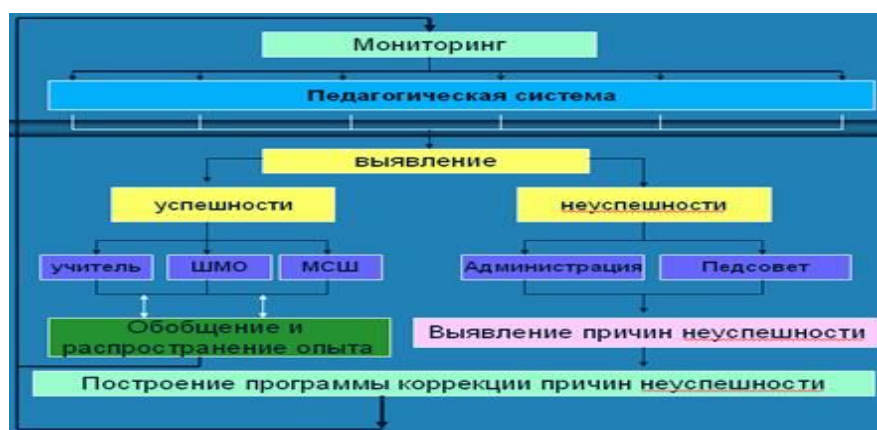 Мониторинг
Педагогическая система
выявление
успешности
неуспешности
учитель
ШМО
МСШ
Администрация
Педсовет
Обобщение и
распространение опыта
Выявление причин неуспешности
Построение программы коррекции причин неуспешности